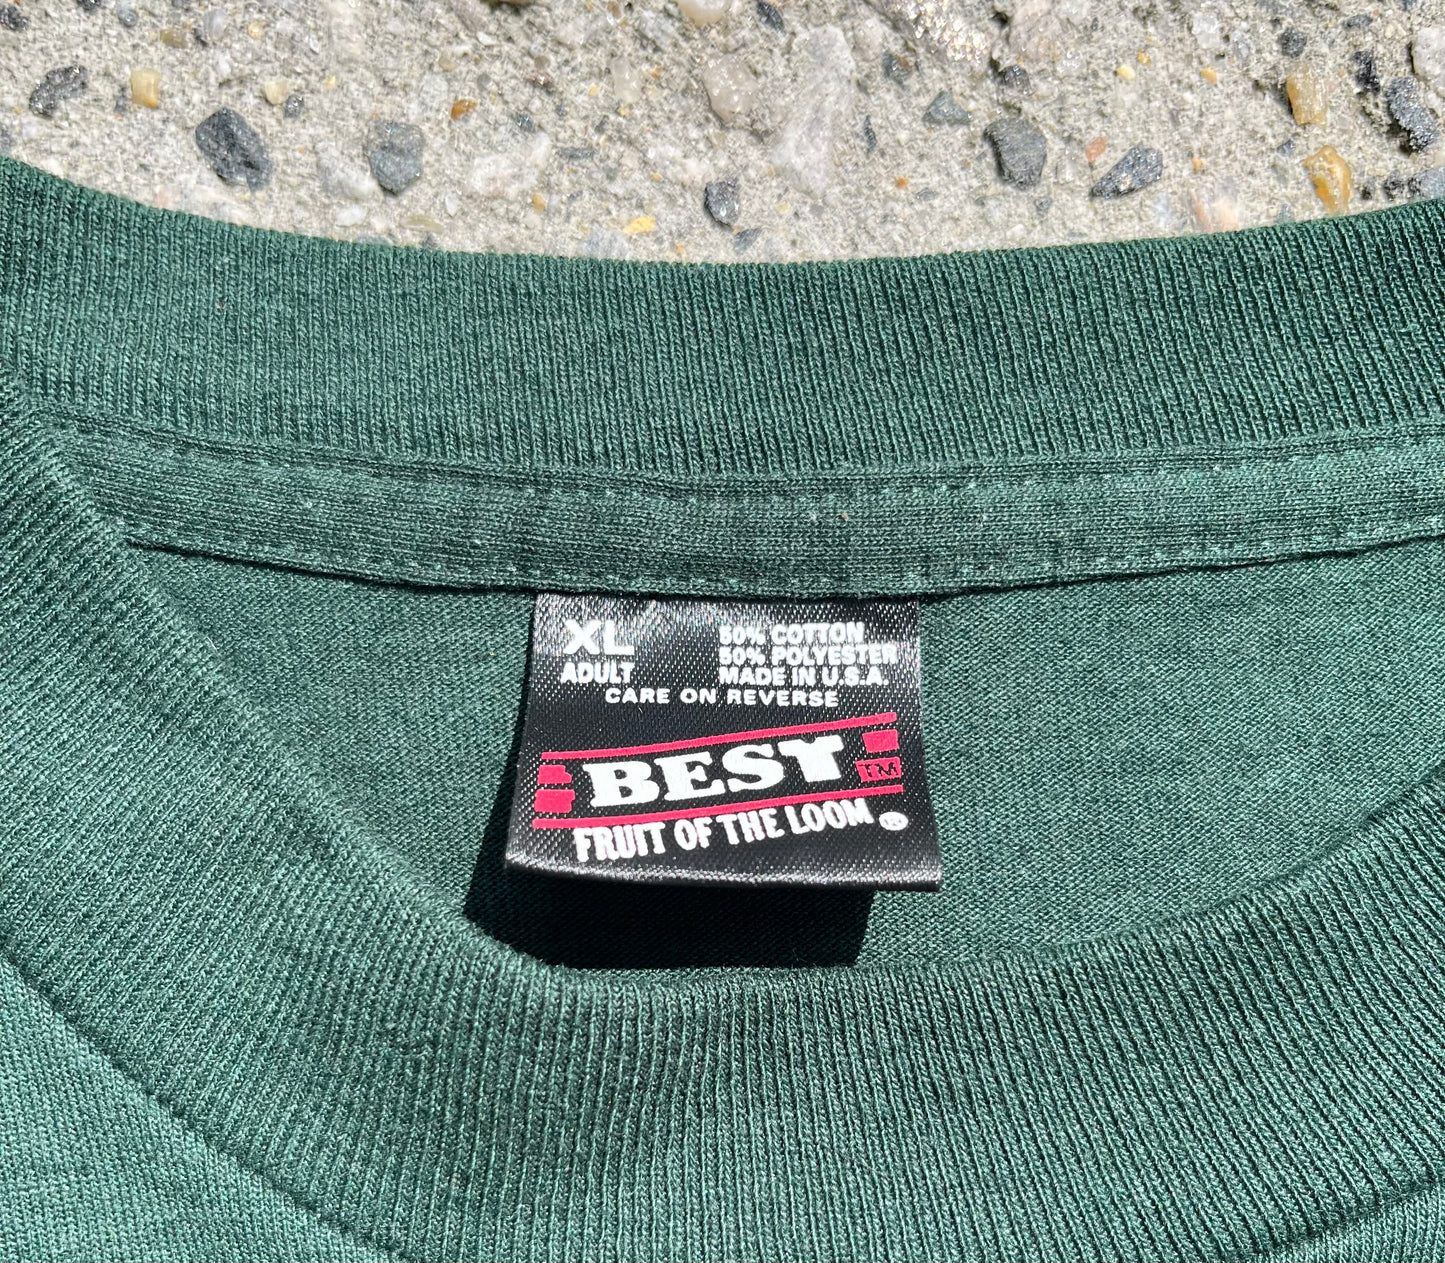 XL
ADULT
50% COTTON
50% POLYESTER
MADE IN U.S.A.
CARE ON REVERSE
BEST
TM
FRUIT OF THE LOOM ®